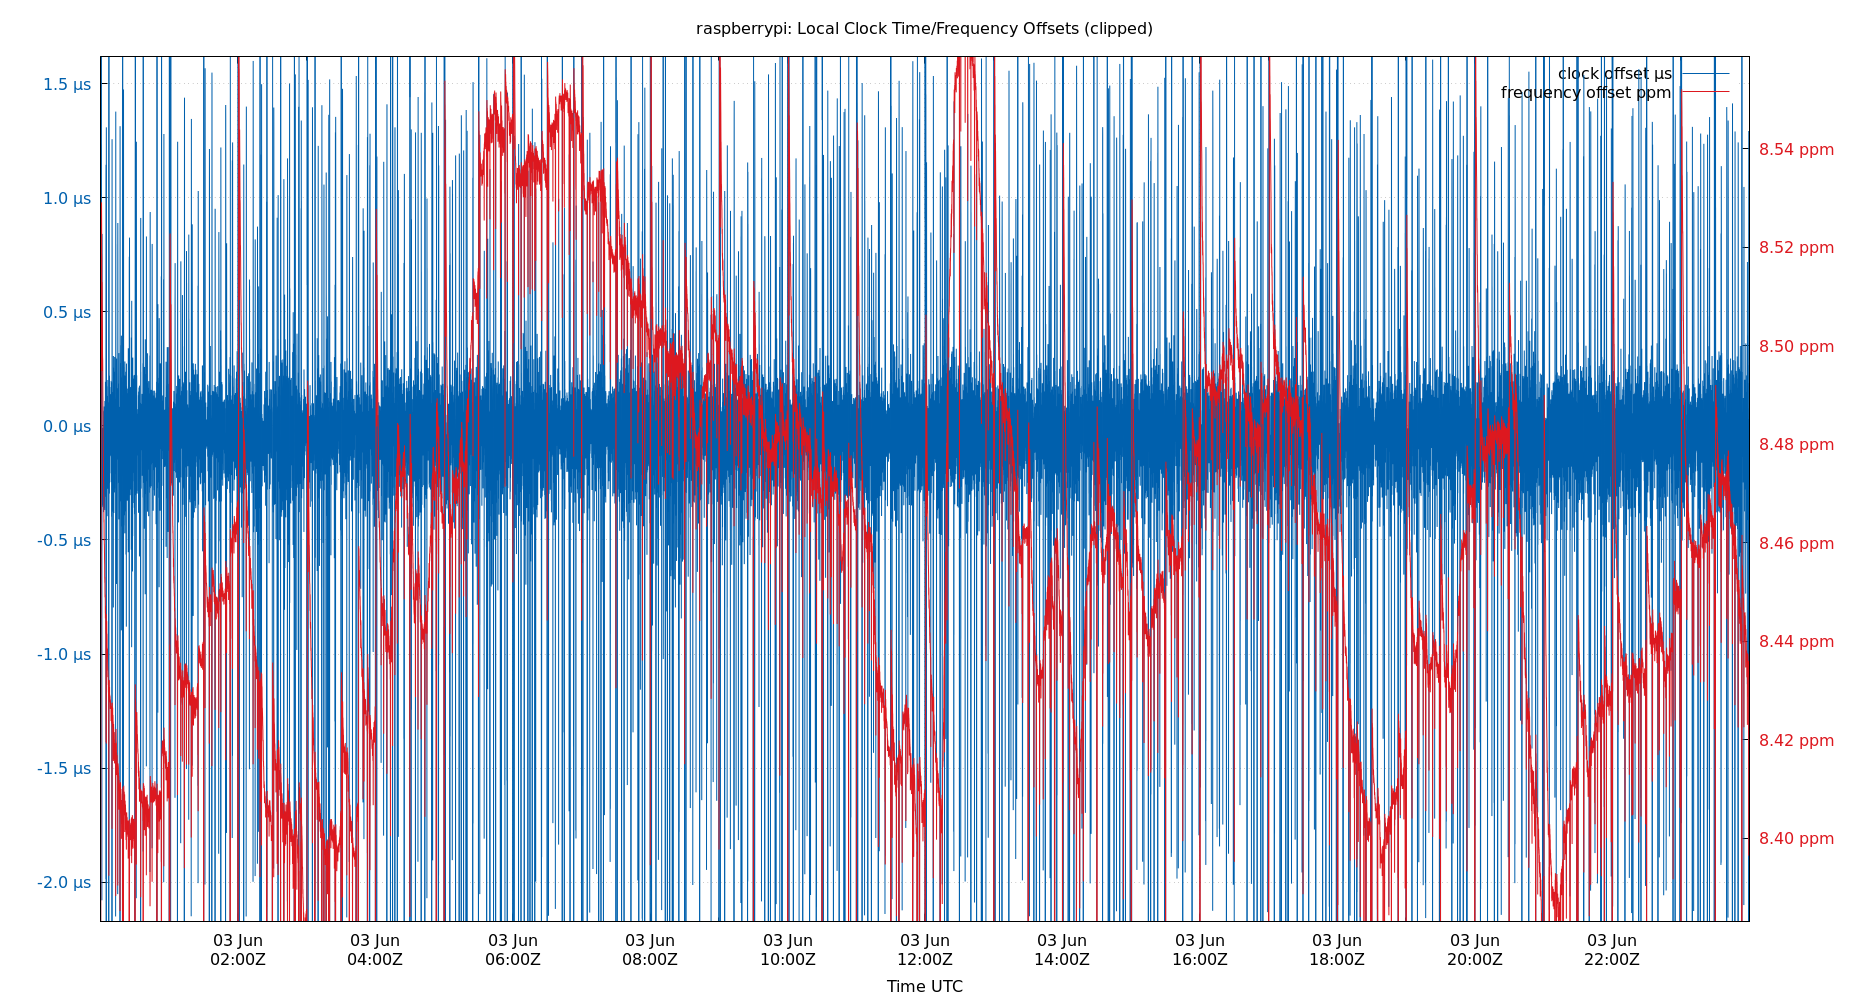 raspberrypi: Local Clock Time/Frequency Offsets (clipped)
clock offset µs
frequency offset ppm
1.5 µs
1.0 µs
0.5 µs
0.0 µs
-0.5 µs
-1.0 µs
-1.5 µs
-2.0 µs
8.54 ppm
8.52 ppm
8.50 ppm
8.48 ppm
8.46 ppm
8.44 ppm
8.42 ppm
8.40 ppm
03 Jun 03 Jun 03 Jun 03 Jun 03 Jun 03 Jun 03 Jun 03 Jun 03 Jun 03 Jun 03 Jun
02:00Z 04:00Z 06:00Z 08:00Z 10:00Z 12:00Z 14:00Z 16:00Z 18:00Z 20:00Z 22:00Z
Time UTC